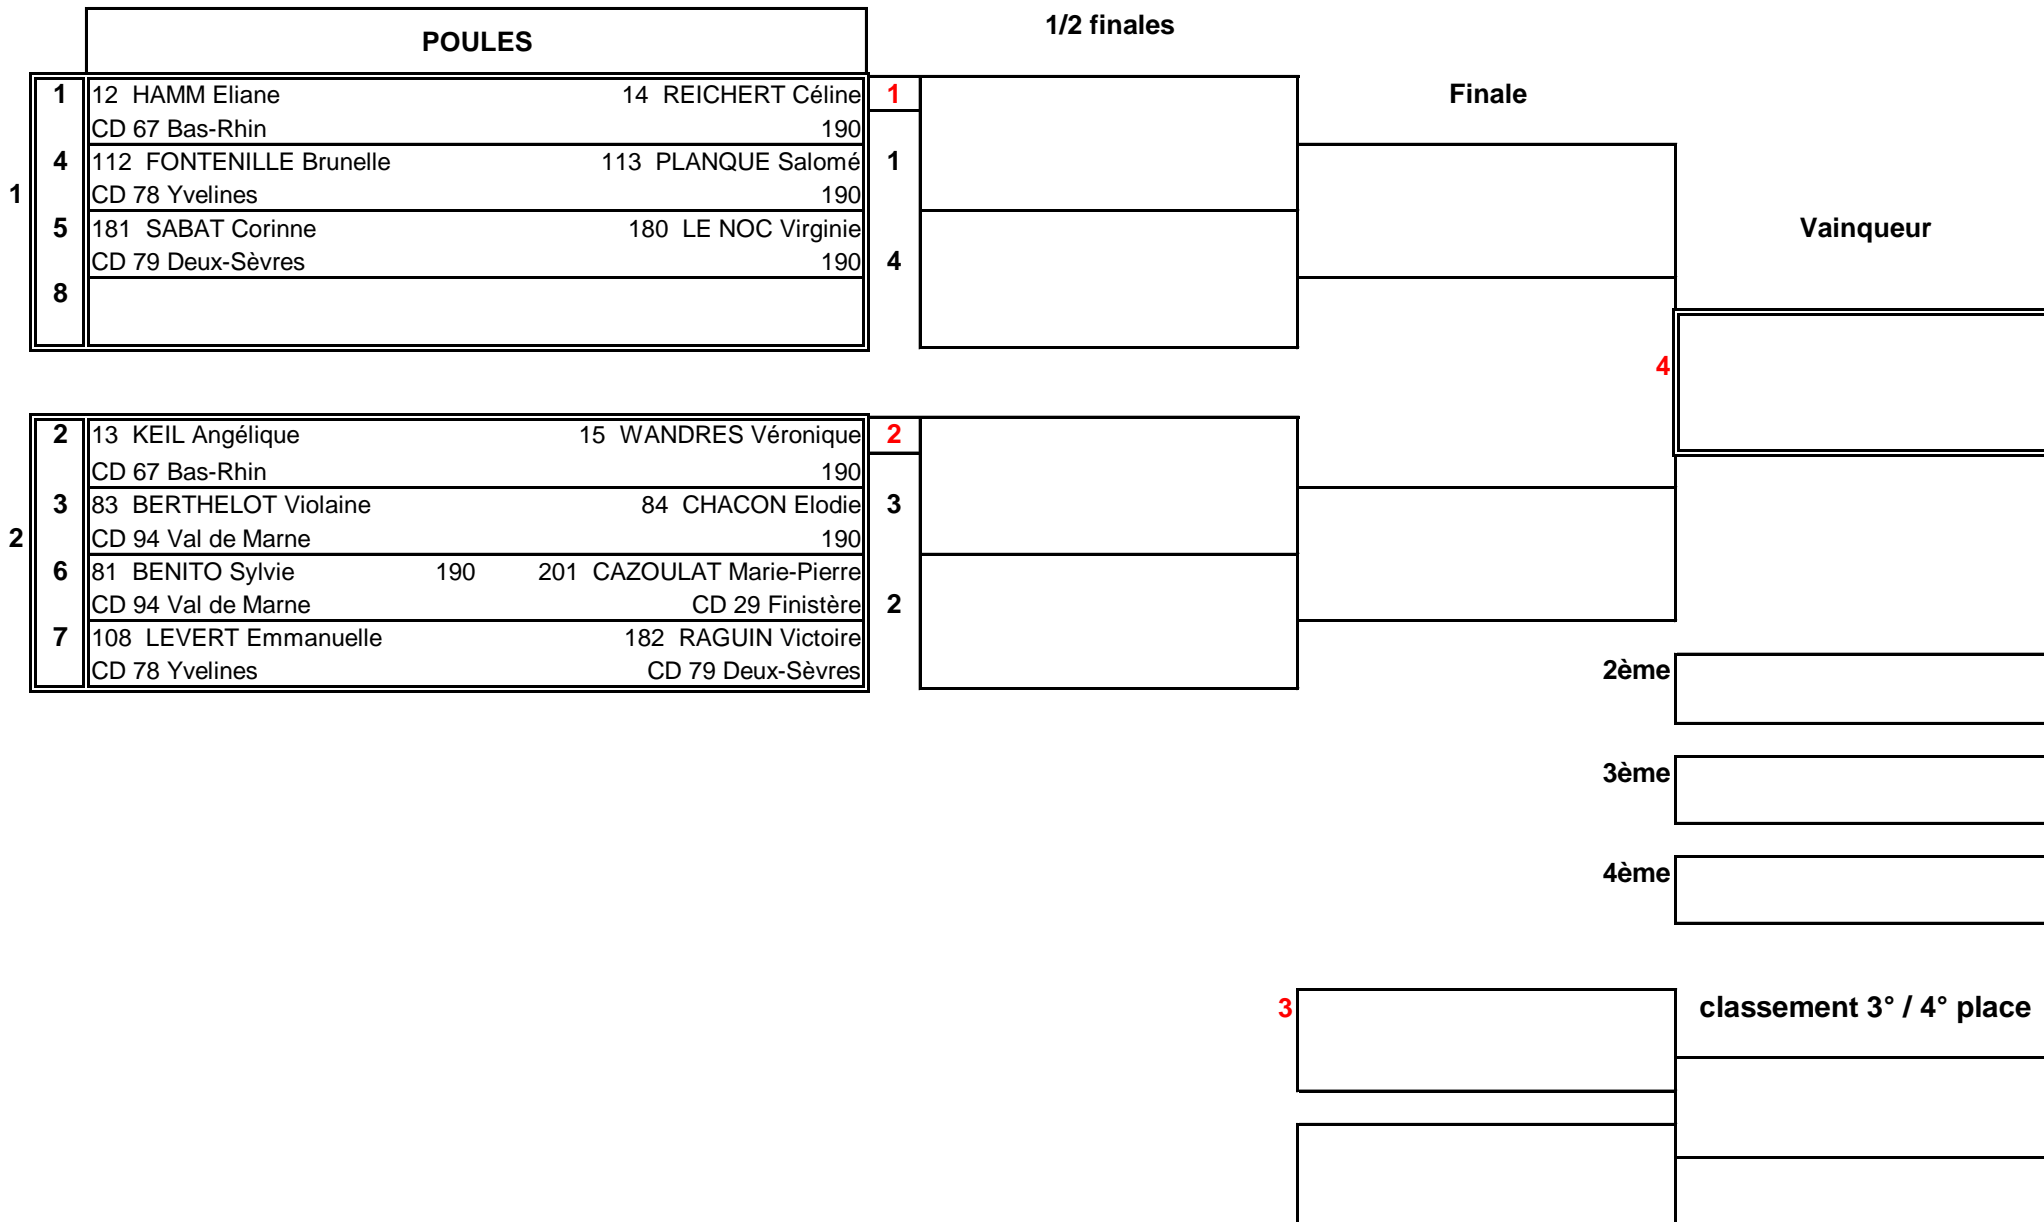 POULES
1/2 finales
1 12 HAMM Eliane 14 REICHERT Céline 1
Finale
CD 67 Bas-Rhin 190
4 112 FONTENILLE Brunelle 113 PLANQUE Salomé 1
1 CD 78 Yvelines 190
5 181 SABAT Corinne 180 LE NOC Virginie
Vainqueur
CD 79 Deux-Sèvres 190 4
8
4
2 13 KEIL Angélique 15 WANDRES Véronique 2
CD 67 Bas-Rhin 190
3 83 BERTHELOT Violaine 84 CHACON Elodie 3
2 CD 94 Val de Marne 190
6 81 BENITO Sylvie 190 201 CAZOULAT Marie-Pierre
CD 94 Val de Marne CD 29 Finistère 2
7 108 LEVERT Emmanuelle 182 RAGUIN Victoire
CD 78 Yvelines CD 79 Deux-Sèvres
2ème
3ème
4ème
3 classement 3° / 4° place